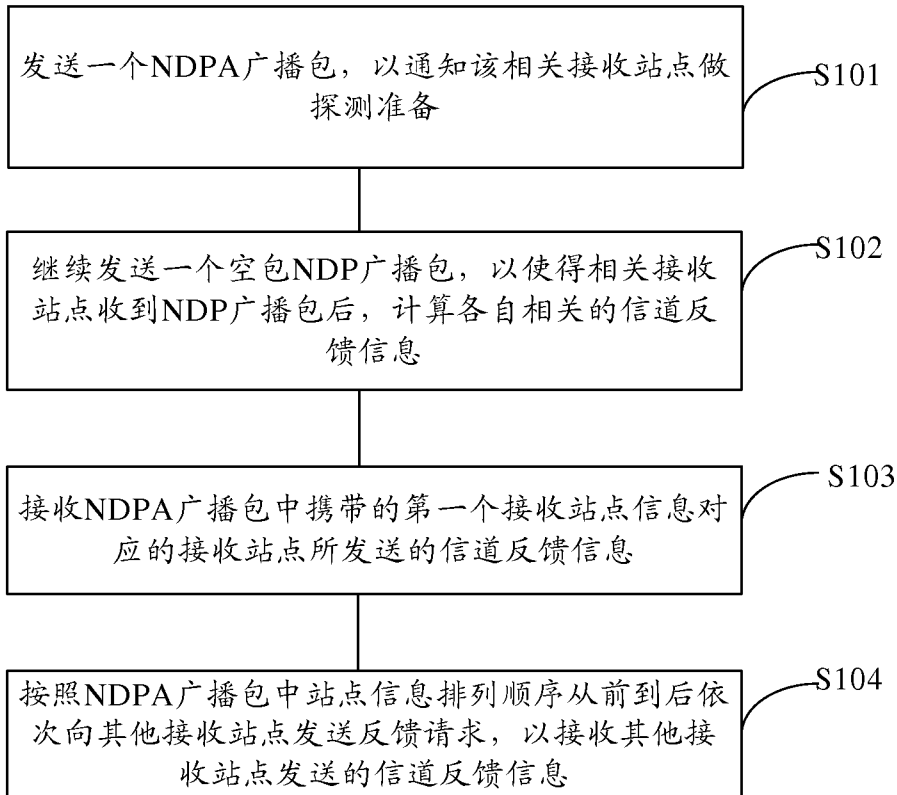 发送一个NDPA广播包，以通知该相关接收站点做
探测准备
S101
继续发送一个空包NDP广播包，以使得相关接收
站点收到NDP广播包后，计算各自相关的信道反
馈信息
S102
接收NDPA广播包中携带的第一个接收站点信息对
应的接收站点所发送的信道反馈信息
S103
按照NDPA广播包中站点信息排列顺序从前到后依
次向其他接收站点发送反馈请求，以接收其他接
收站点发送的信道反馈信息
S104